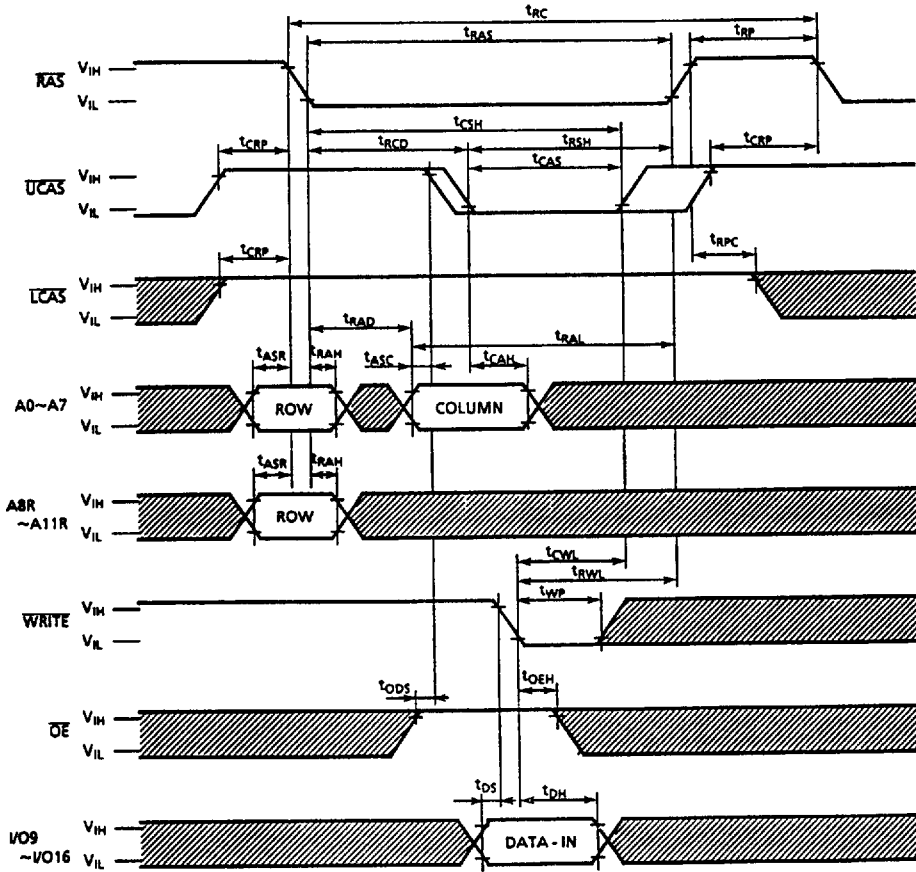 tRC
tRAS
tRP
RAS
VIH
VIL
tCSH
tCRP
tRCD
tRSH
tCRP
tCAS
UCAS
VIH
VIL
tCRP
tRPC
LCAS
VIH
VIL
tRAD
tRAL
tASR
tRAH
tASC
tCAH
A0~A7
VIH
VIL
ROW
COLUMN
tASR
tRAH
A8R
~A11R
VIH
VIL
ROW
tCWL
tRWL
tWP
WRITE
VIH
VIL
tODS
tOEH
OE
VIH
VIL
tDS
tDH
I/O9
~I/O16
VIH
VIL
DATA - IN